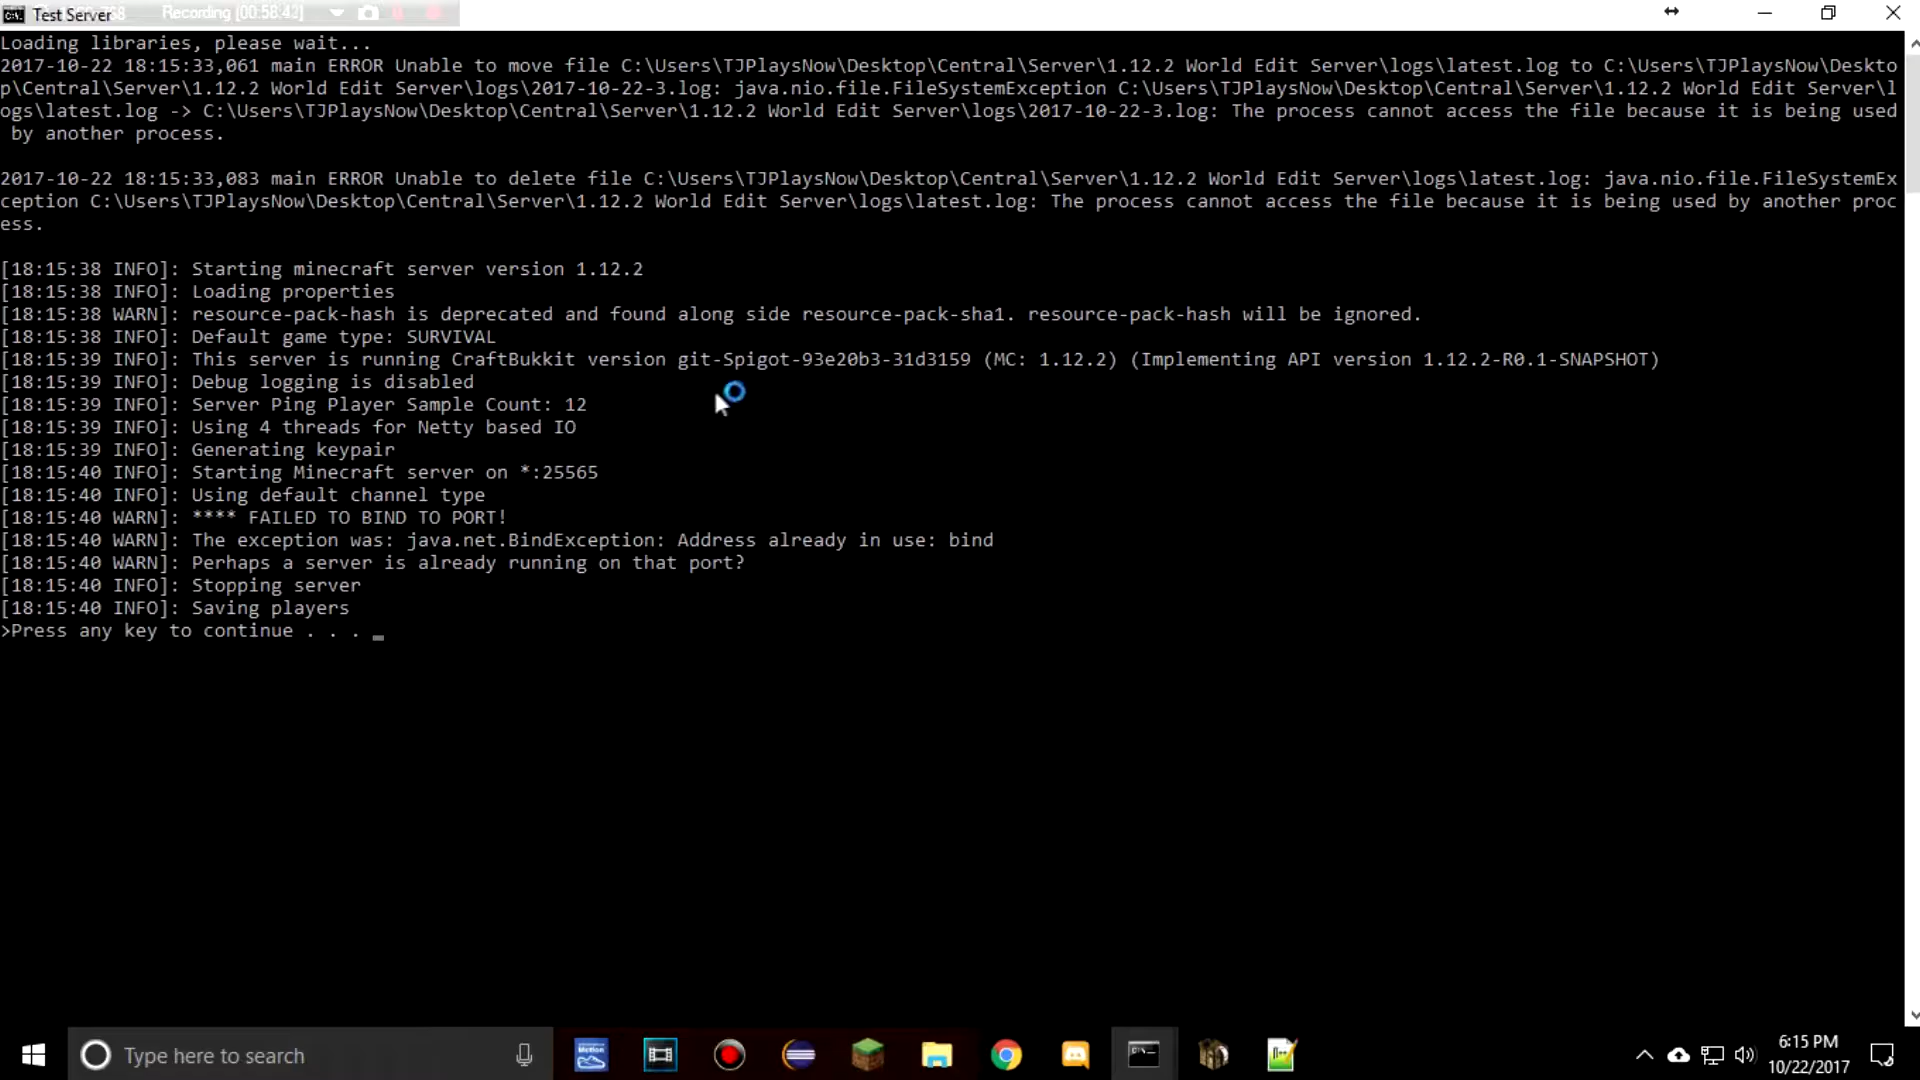 Test Server
Recording [00:58:42]
Loading libraries, please wait...
2017-10-22 18:15:33,061 main ERROR Unable to move file C:\Users\TJPlaysNow\Desktop\Central\Server\1.12.2 World Edit Server\logs\latest.log to C:\Users\TJPlaysNow\Deskto
p\Central\Server\1.12.2 World Edit Server\logs\2017-10-22-3.log: java.nio.file.FileSystemException C:\Users\TJPlaysNow\Desktop\Central\Server\1.12.2 World Edit Server\l
ogs\latest.log -> C:\Users\TJPlaysNow\Desktop\Central\Server\1.12.2 World Edit Server\logs\2017-10-22-3.log: The process cannot access the file because it is being used
by another process.
2017-10-22 18:15:33,083 main ERROR Unable to delete file C:\Users\TJPlaysNow\Desktop\Central\Server\1.12.2 World Edit Server\logs\latest.log: java.nio.file.FileSystemEx
ception C:\Users\TJPlaysNow\Desktop\Central\Server\1.12.2 World Edit Server\logs\latest.log: The process cannot access the file because it is being used by another proc
ess.
[18:15:38 INFO]: Starting minecraft server version 1.12.2
[18:15:38 INFO]: Loading properties
[18:15:38 WARN]: resource-pack-hash is deprecated and found along side resource-pack-sha1. resource-pack-hash will be ignored.
[18:15:38 INFO]: Default game type: SURVIVAL
[18:15:39 INFO]: This server is running CraftBukkit version git-Spigot-93e20b3-31d3159 (MC: 1.12.2) (Implementing API version 1.12.2-R0.1-SNAPSHOT)
[18:15:39 INFO]: Debug logging is disabled
[18:15:39 INFO]: Server Ping Player Sample Count: 12
[18:15:39 INFO]: Using 4 threads for Netty based IO
[18:15:39 INFO]: Generating keypair
[18:15:40 INFO]: Starting Minecraft server on *:25565
[18:15:40 INFO]: Using default channel type
[18:15:40 WARN]: **** FAILED TO BIND TO PORT!
[18:15:40 WARN]: The exception was: java.net.BindException: Address already in use: bind
[18:15:40 WARN]: Perhaps a server is already running on that port?
[18:15:40 INFO]: Stopping server
[18:15:40 INFO]: Saving players
>Press any key to continue . . .
Type here to search
6:15 PM
10/22/2017